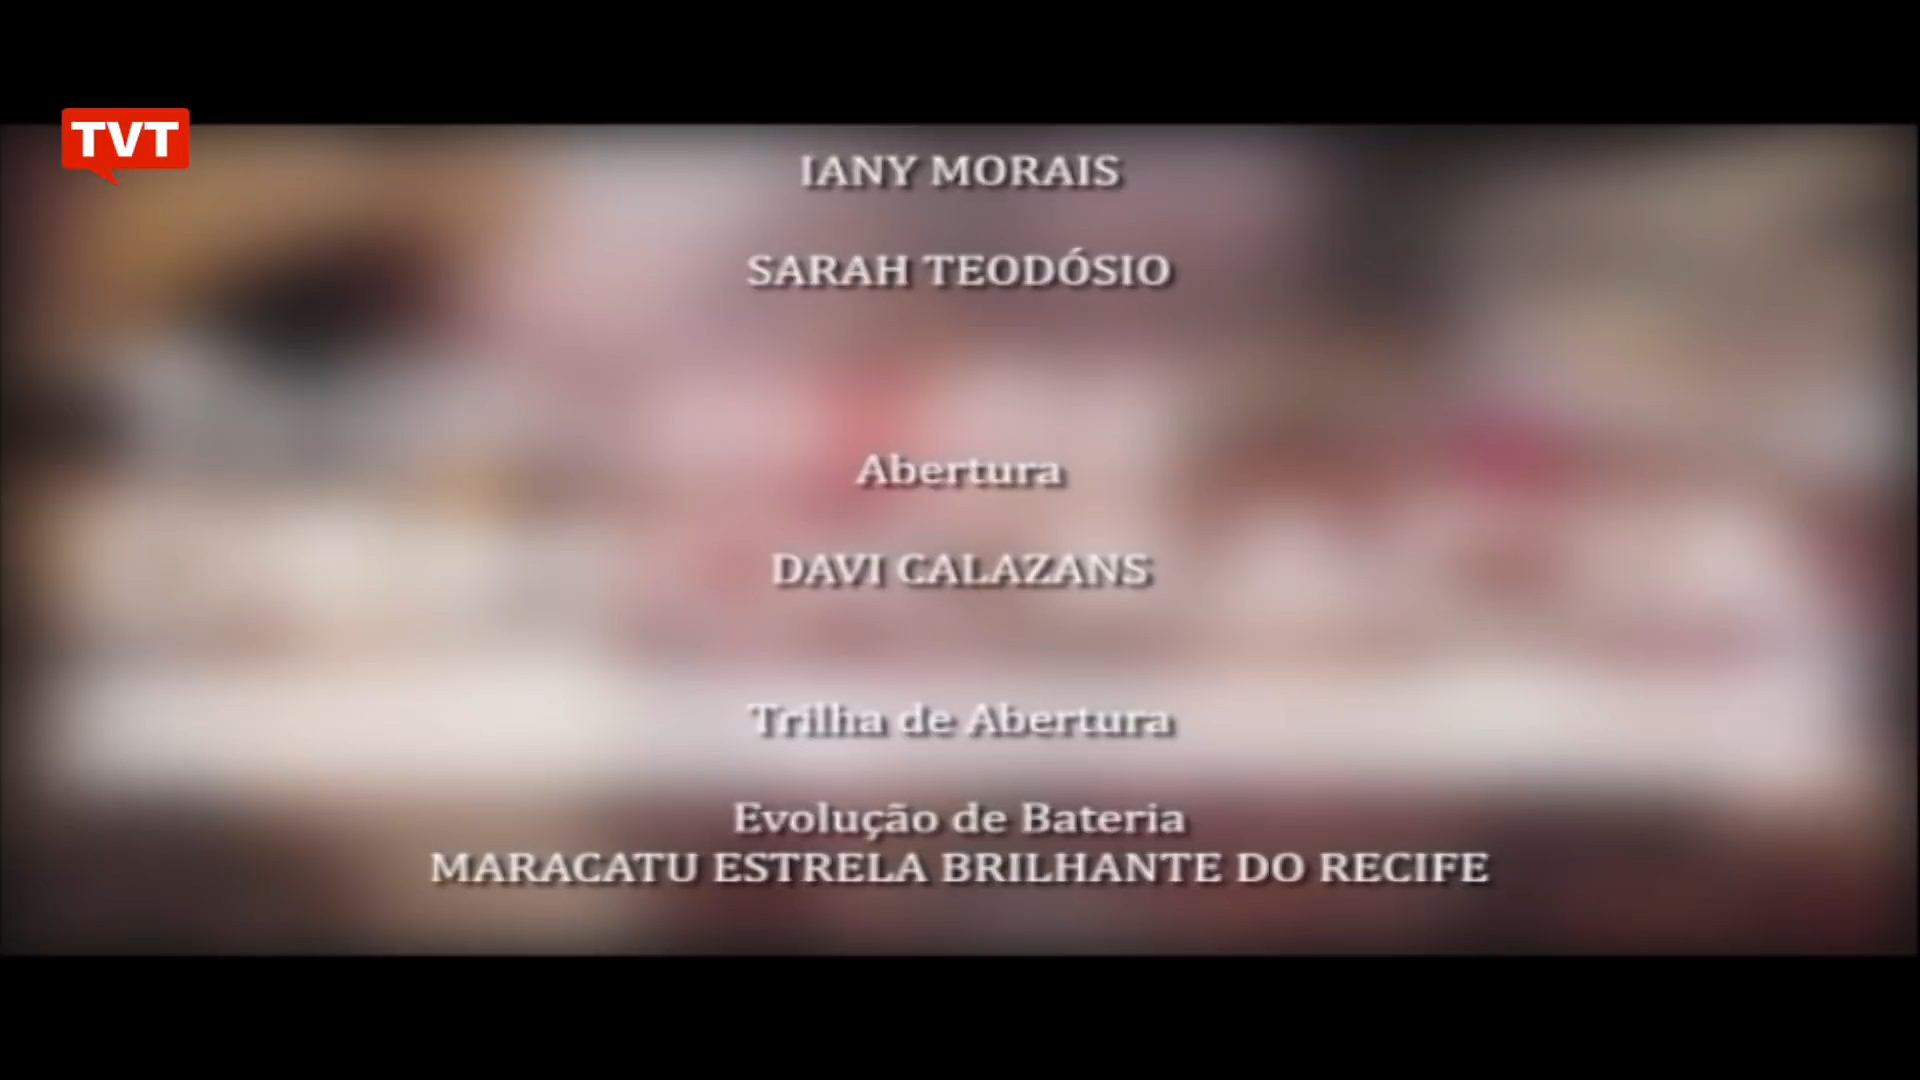 TVT
IANY MORAIS
SARAH TEODÓSIO
Abertura
DAVI CALAZANS
Trilha de Abertura
Evolução de Bateria
MARACATU ESTRELA BRILHANTE DO RECIFE